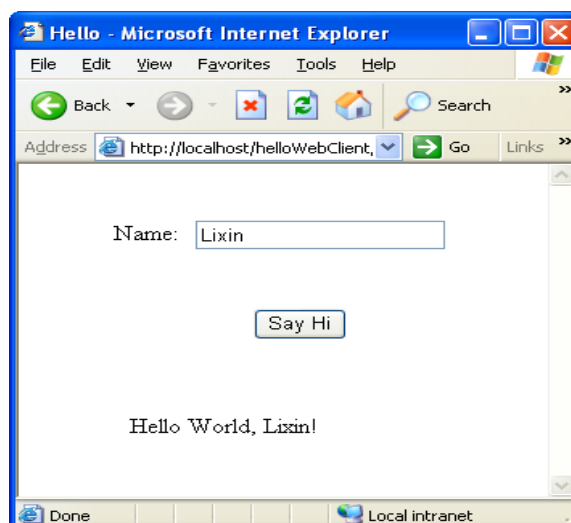 Hello - Microsoft Internet Explorer
File Edit View Favorites Tools Help
Back Search »
Address http://localhost/helloWebClient, Go Links »
Name: Lixin
Say Hi
Hello World, Lixin!
Done Local intranet